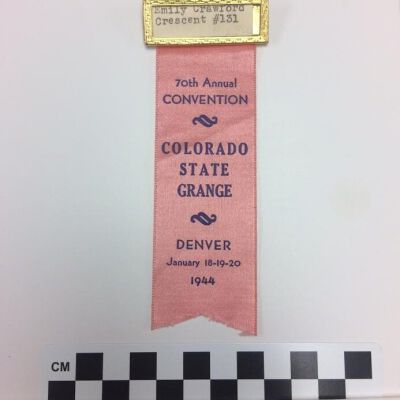 Emily Crawford
Crescent #131
70th Annual
CONVENTION
COLORADO
STATE
GRANGE
DENVER
January 18-19-20
1944
CM